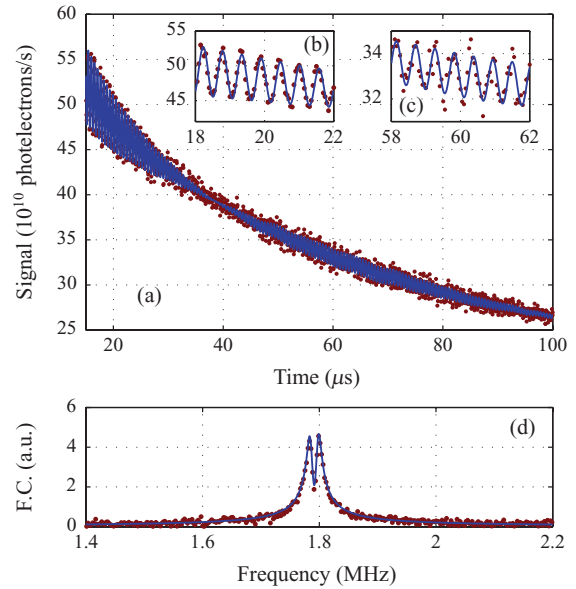 60
55
50
45
40
35
30
25
Signal (10^10 photoelectrons/s)
(a)
20 40 60 80 100
Time (μs)
(b)
55
50
45
18 20 22
(c)
34
32
58 60 62
(d)
6
4
2
0
F.C. (a.u.)
1.4 1.6 1.8 2 2.2
Frequency (MHz)